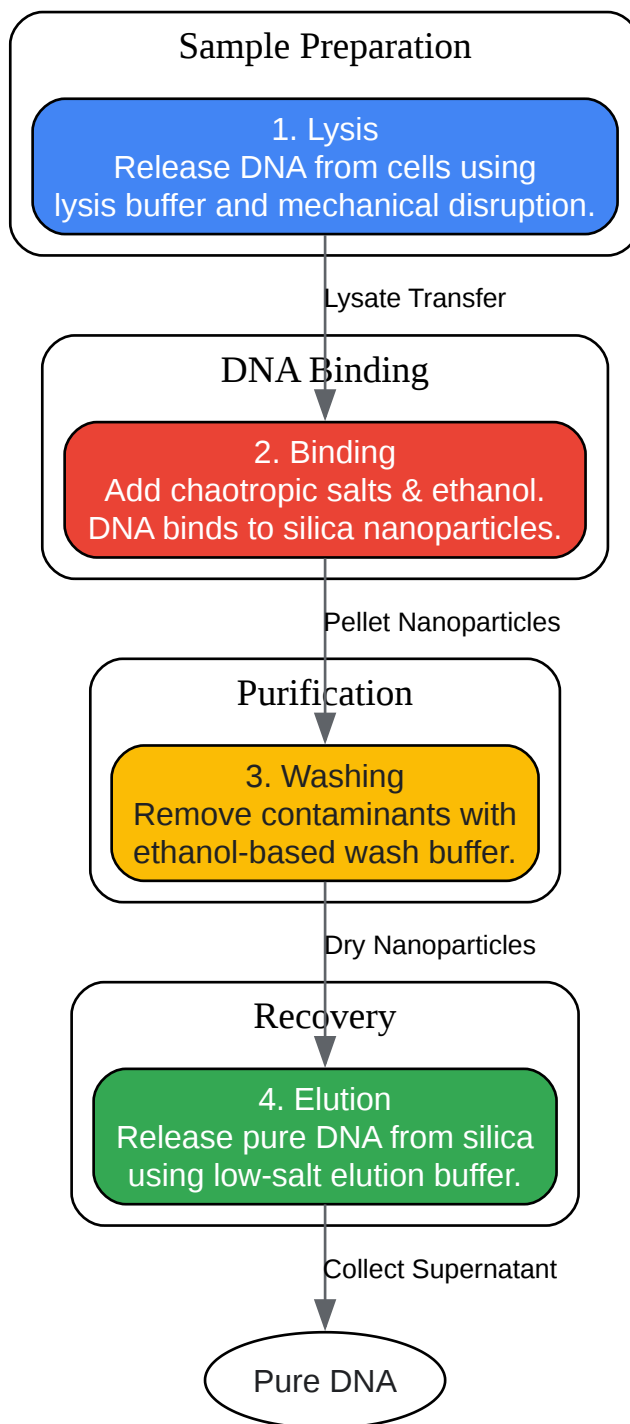 Sample Preparation
1. Lysis
Release DNA from cells using
lysis buffer and mechanical disruption.
Lysate Transfer
DNA Binding
2. Binding
Add chaotropic salts & ethanol.
DNA binds to silica nanoparticles.
Pellet Nanoparticles
Purification
3. Washing
Remove contaminants with
ethanol-based wash buffer.
Dry Nanoparticles
Recovery
4. Elution
Release pure DNA from silica
using low-salt elution buffer.
Collect Supernatant
Pure DNA